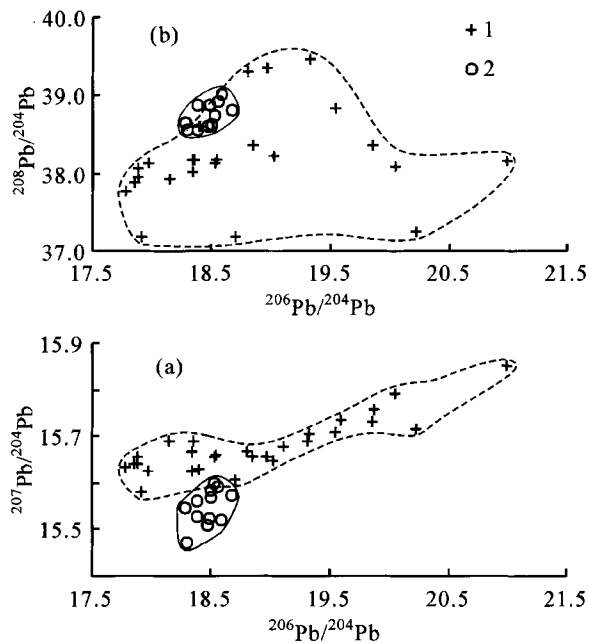 40.0
(b)
+ 1
39.0
○ 2
38.0
37.0
²⁰⁸Pb/²⁰⁴Pb
17.5 18.5 19.5 20.5 21.5
²⁰⁶Pb/²⁰⁴Pb
15.9
(a)
15.7
15.5
²⁰⁷Pb/²⁰⁴Pb
17.5 18.5 19.5 20.5 21.5
²⁰⁶Pb/²⁰⁴Pb